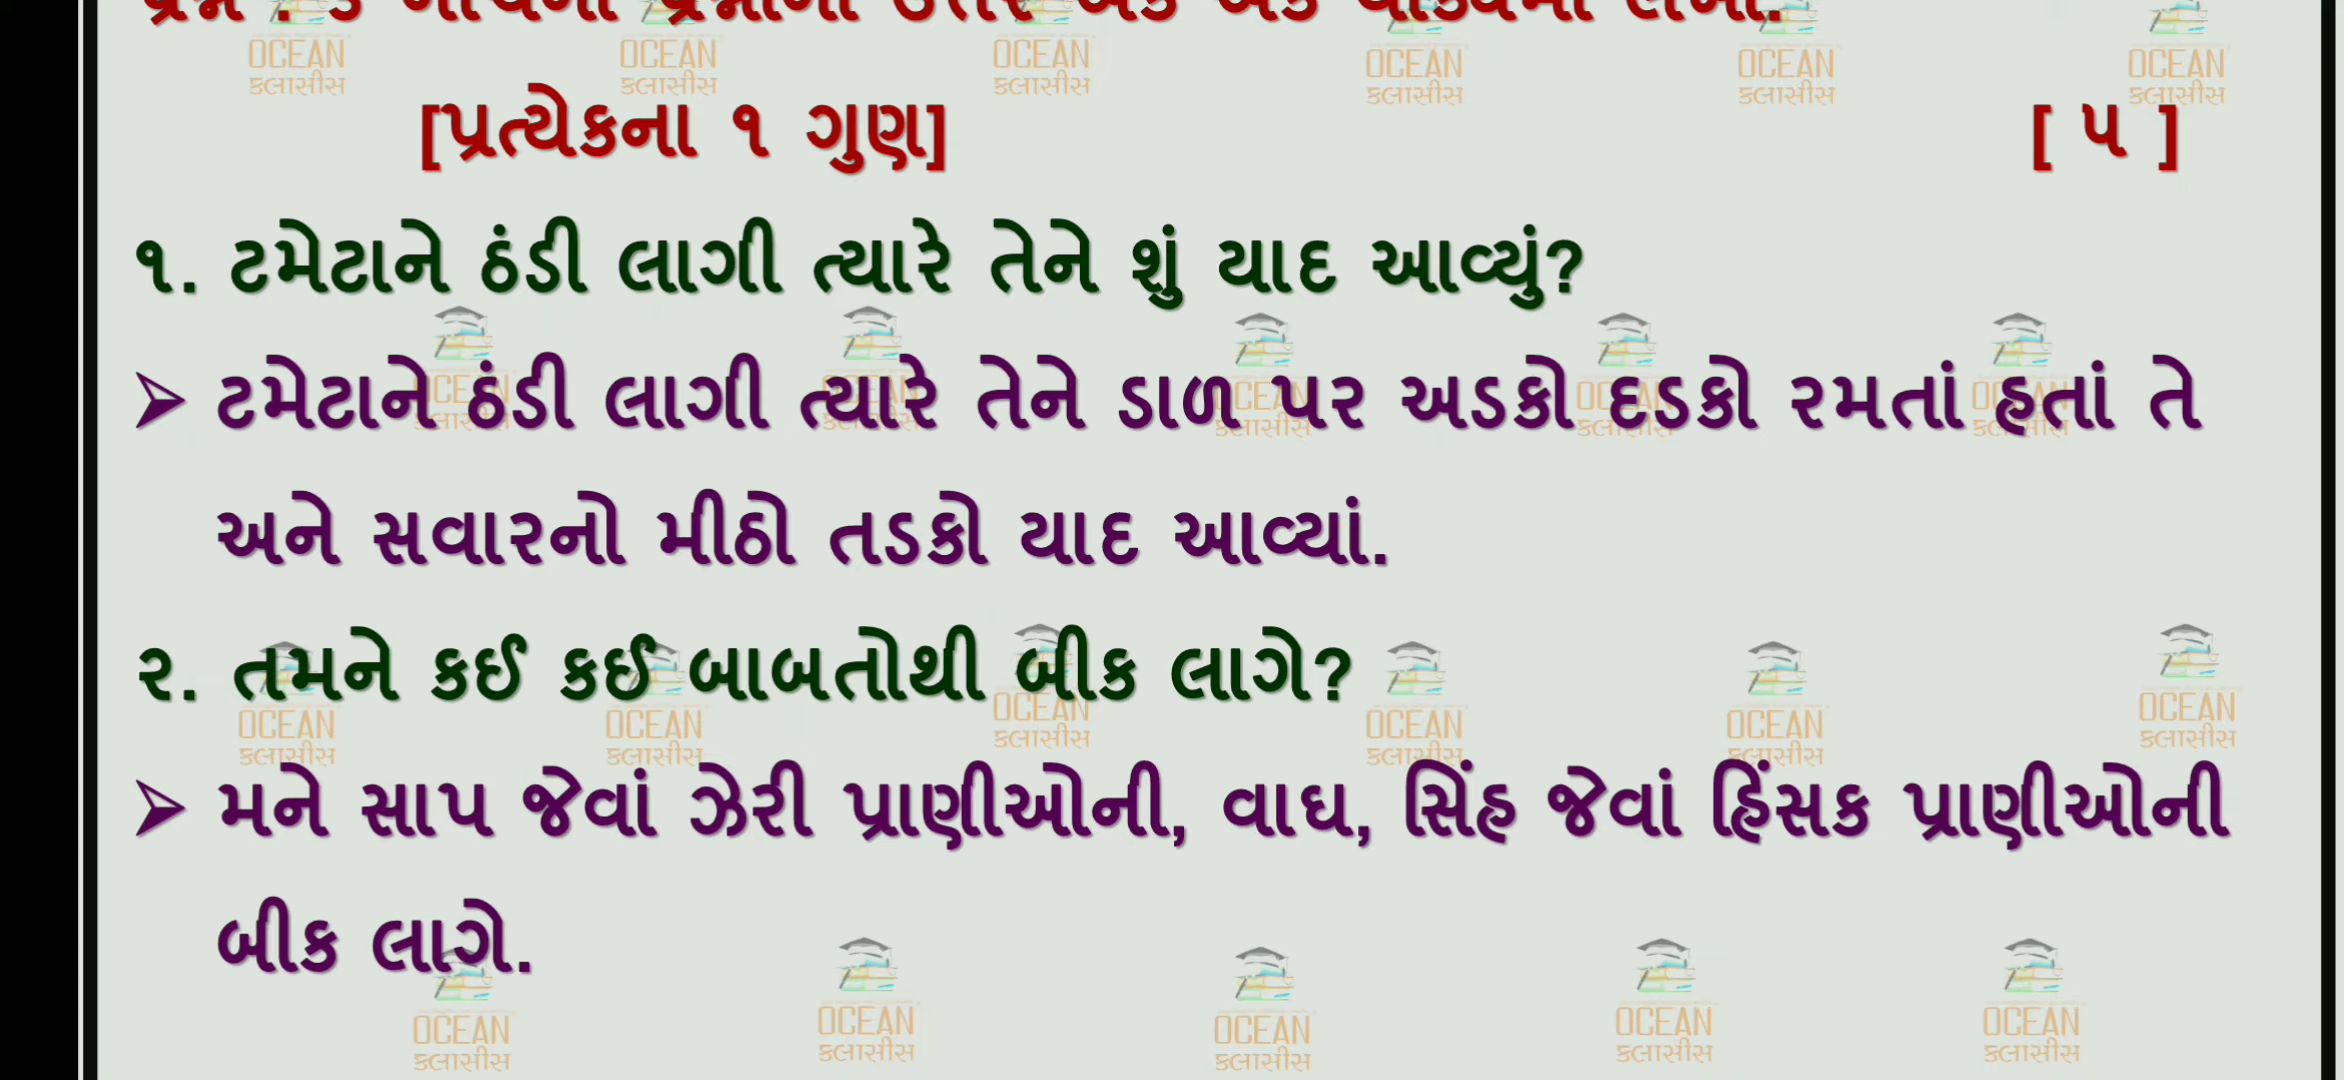 [પ્રત્યેકના ૧ ગુણ] [ ૫ ]
૧. ટમેટાને ઠંડી લાગી ત્યારે તેને શું યાદ આવ્યું?
➢ ટમેટાને ઠંડી લાગી ત્યારે તેને ડાળ પર અડકો દડકો રમતાં હતાં તે
અને સવારનો મીઠો તડકો યાદ આવ્યાં.
૨. તમને કઈ કઈ બાબતોથી બીક લાગે?
➢ મને સાપ જેવાં ઝેરી પ્રાણીઓની, વાઘ, સિંહ જેવાં હિંસક પ્રાણીઓની
બીક લાગે.
OCEAN
ક્લાસીસ